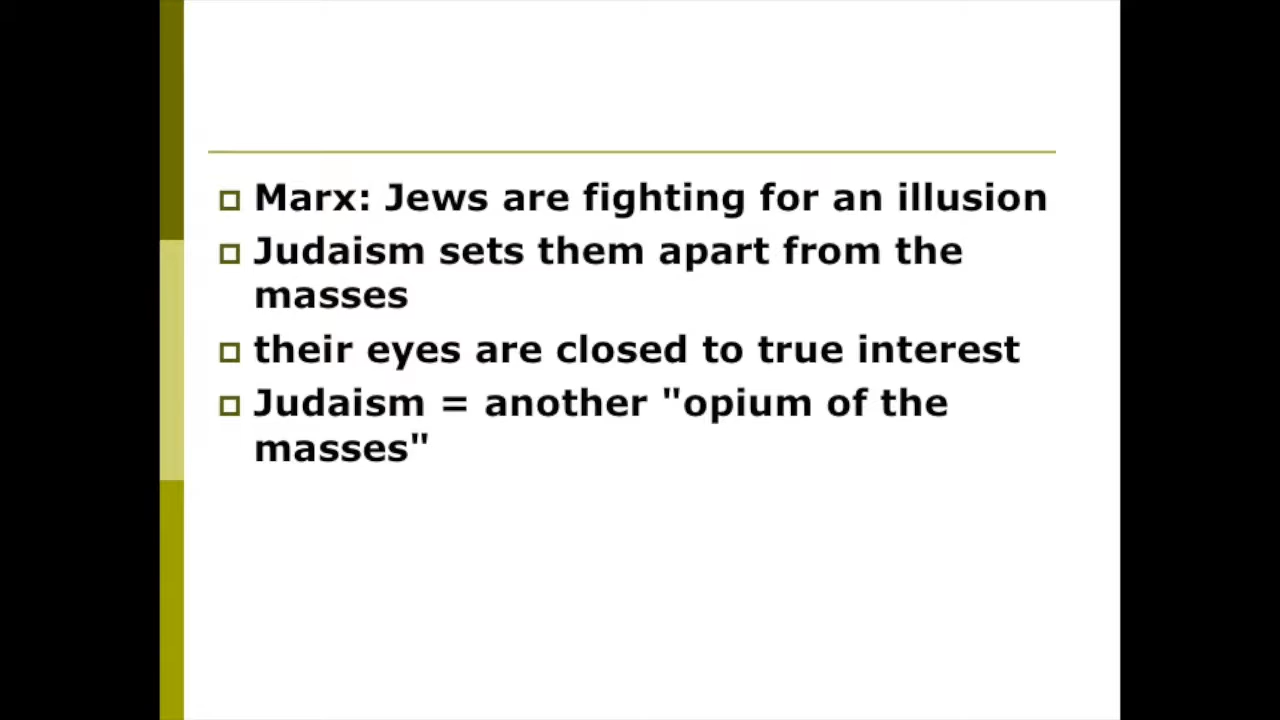 Marx: Jews are fighting for an illusion
Judaism sets them apart from the
masses
their eyes are closed to true interest
Judaism = another "opium of the
masses"